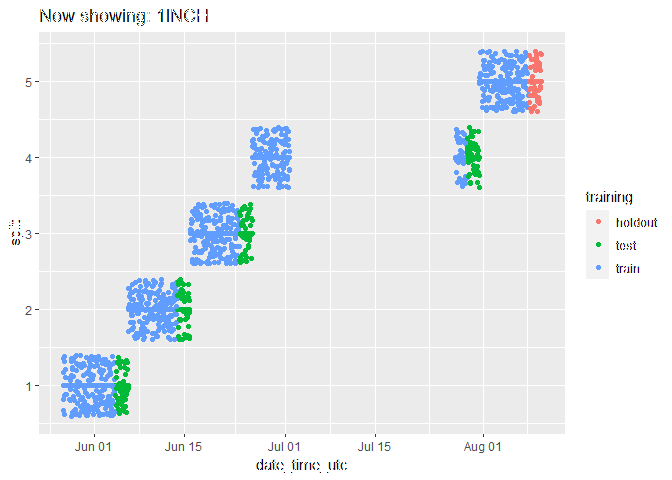 Now showing: 1INCH
5
4
3
2
1
split
Jun 01
Jun 15
Jul 01
Jul 15
Aug 01
date_time_utc
training
holdout
test
train